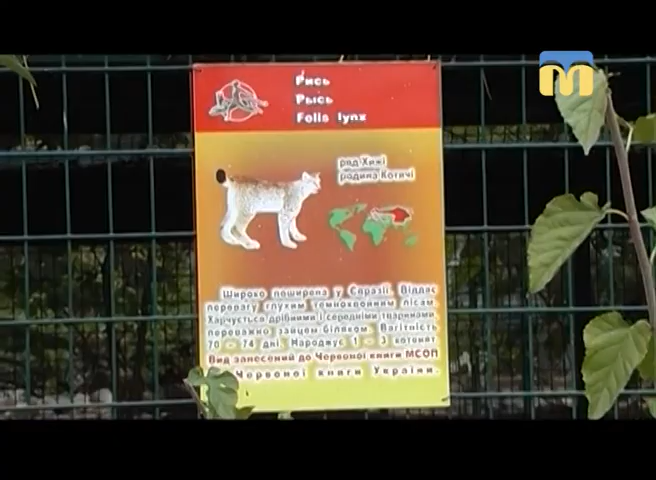 Рись
Рысь
Felis lynx
ряд Хижі
родина Котячі
Широко поширена у Євразії. Віддає
перевагу глухим темнохвойним лісам.
Харчується дрібними і середніми тваринами
переважно зайцем біляком. Вагітність
70 - 74 дні. Народжує 1 - 3 котенят.
Вид занесений до Червоної книги МСОП
Червоної книги України.